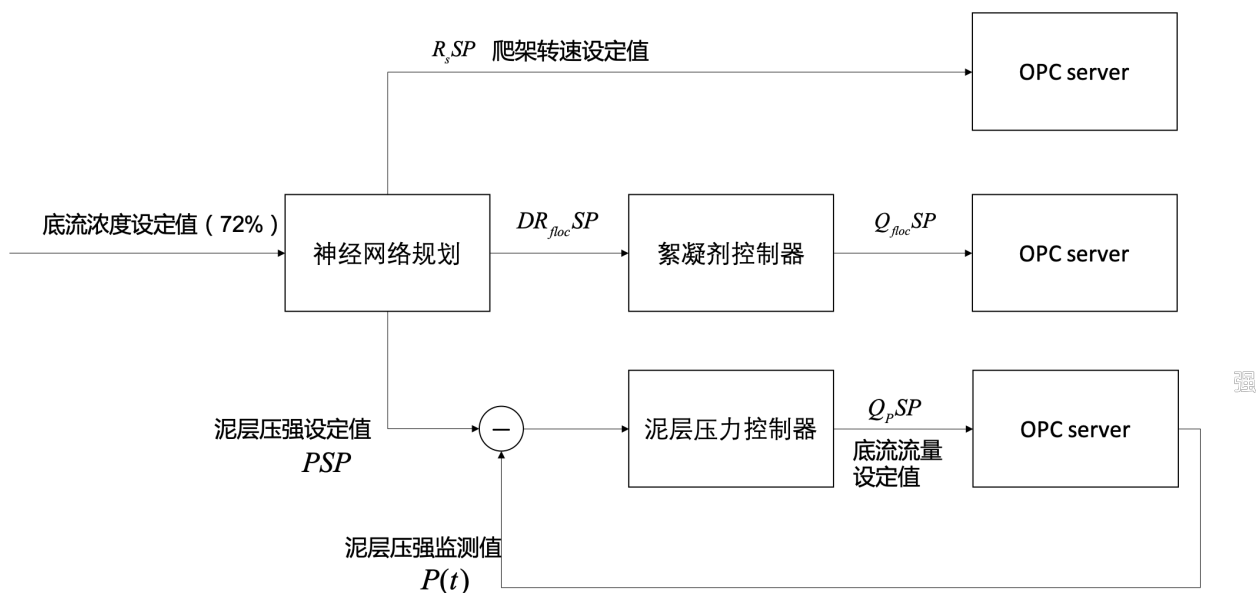 R_sSP 爬架转速设定值
OPC server
底流浓度设定值（72%）
神经网络规划
DR_flocSP
絮凝剂控制器
Q_flocSP
OPC server
强
泥层压强设定值
PSP
−
泥层压力控制器
Q_PSP
底流流量
设定值
OPC server
泥层压强监测值
P(t)